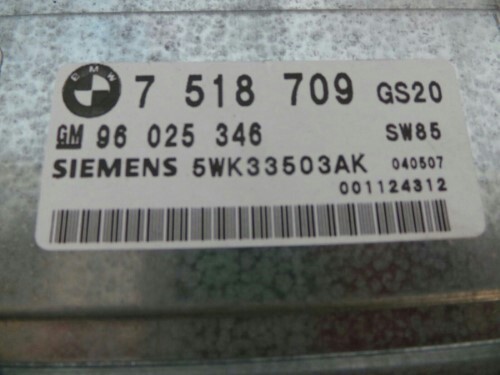 BMW 7 518 709 GS20
GM 96 025 346 SW85
SIEMENS 5WK33503AK 040507
001124312